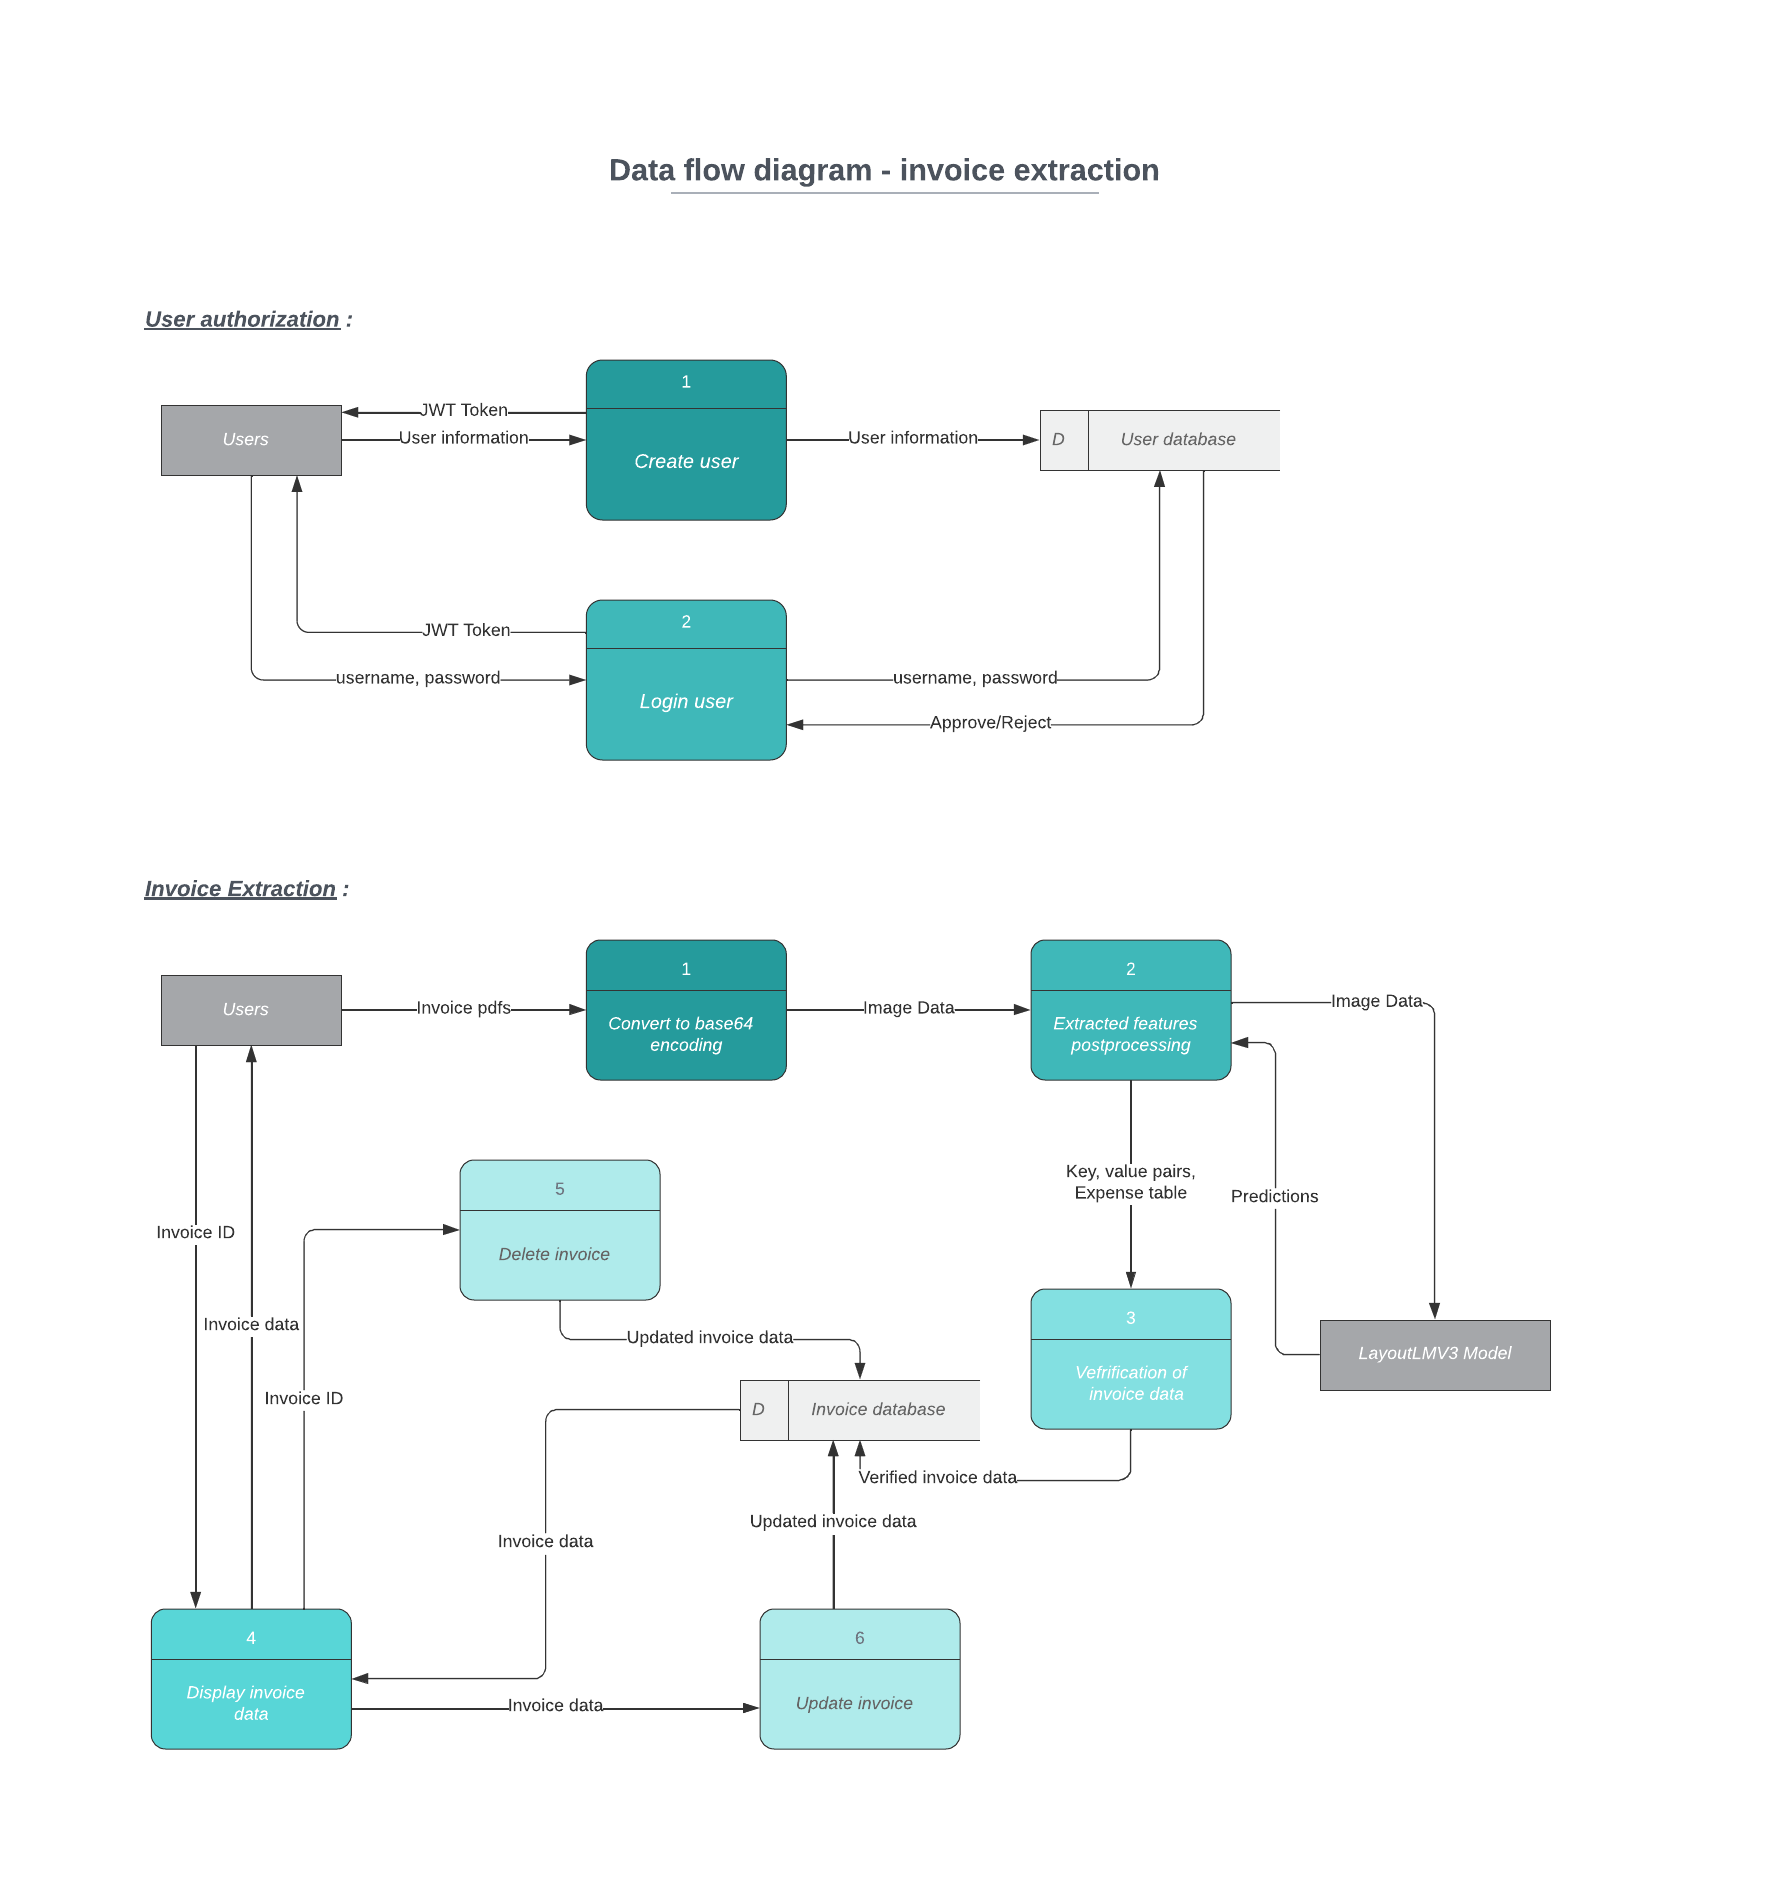 Data flow diagram - invoice extraction
User authorization :
1
JWT Token
Users
User information
User information
D
User database
Create user
2
JWT Token
username, password
username, password
Login user
Approve/Reject
Invoice Extraction :
1
2
Users
Invoice pdfs
Image Data
Image Data
Convert to base64
encoding
Extracted features
postprocessing
Key, value pairs,
Expense table
5
Predictions
Invoice ID
Delete invoice
Invoice data
3
Updated invoice data
LayoutLMV3 Model
Vefrification of
invoice data
Invoice ID
D
Invoice database
Verified invoice data
Updated invoice data
Invoice data
4
6
Display invoice
data
Invoice data
Update invoice